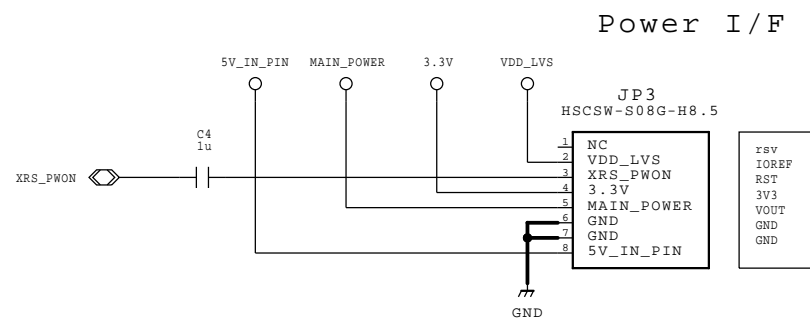 Power I/F
5V_IN_PIN MAIN_POWER 3.3V VDD_LVS
JP3
HSCSW-S08G-H8.5
C4
1u
XRS_PWON
1 NC
2 VDD_LVS
3 XRS_PWON
4 3.3V
5 MAIN_POWER
6 GND
7 GND
8 5V_IN_PIN
rsv
IOREF
RST
3V3
VOUT
GND
GND
GND